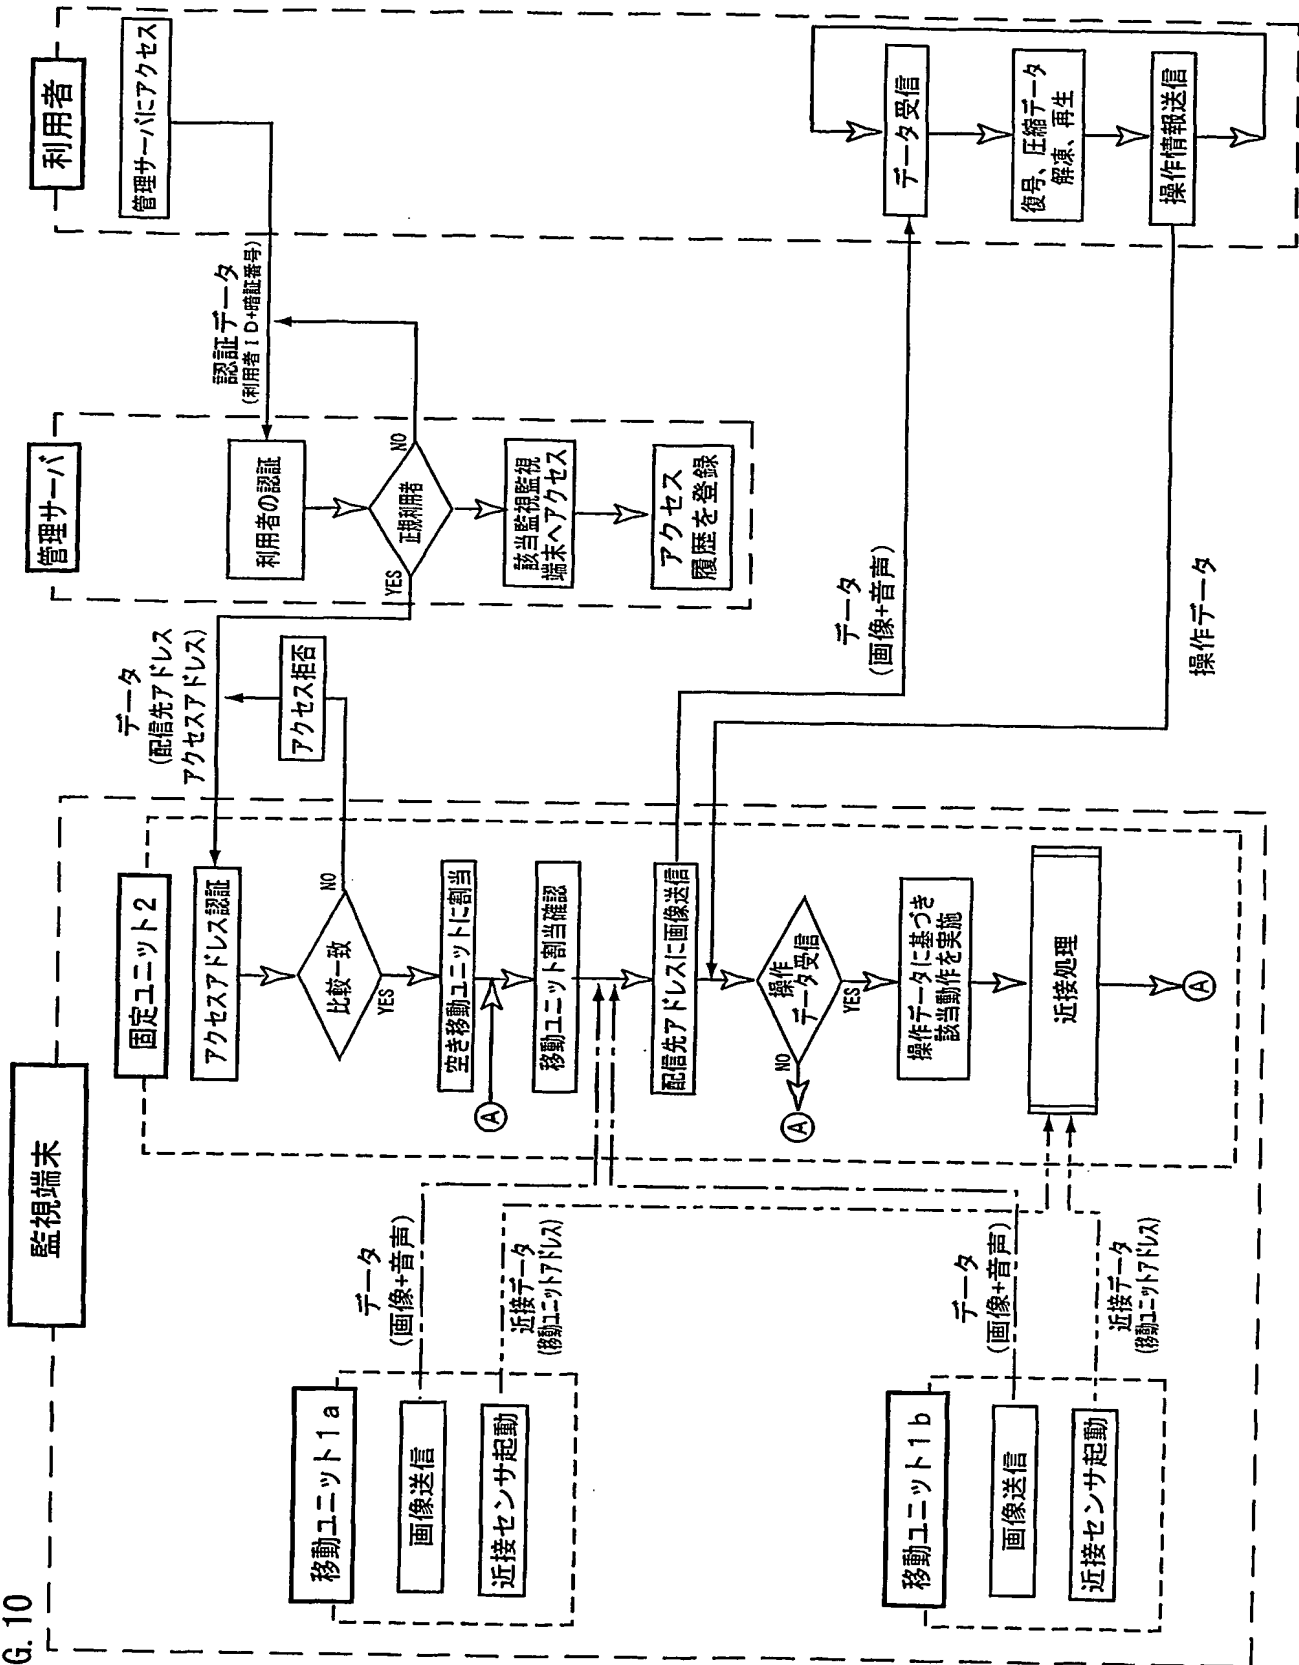 G. 10
監視端末
移動ユニット1a
画像送信
近接センサ起動
データ
(画像+音声)
近接データ
(移動ユニットアドレス)
移動ユニット1b
画像送信
近接センサ起動
データ
(画像+音声)
近接データ
(移動ユニットアドレス)
固定ユニット2
アクセスアドレス認証
比較一致
NO
YES
アクセス拒否
空き移動ユニットに割当
A
移動ユニット割当確認
配信先アドレスに画像送信
操作
データ受信
NO
A
YES
操作データに基づき
該当動作を実施
近接処理
A
データ
(配信先アドレス
アクセスアドレス)
管理サーバ
利用者の認証
正規利用者
NO
YES
該当監視監視
端末へアクセス
アクセス
履歴を登録
認証データ
(利用者ID+暗証番号)
データ
(画像+音声)
操作データ
利用者
管理サーバにアクセス
データ受信
復号、圧縮データ
解凍、再生
操作情報送信